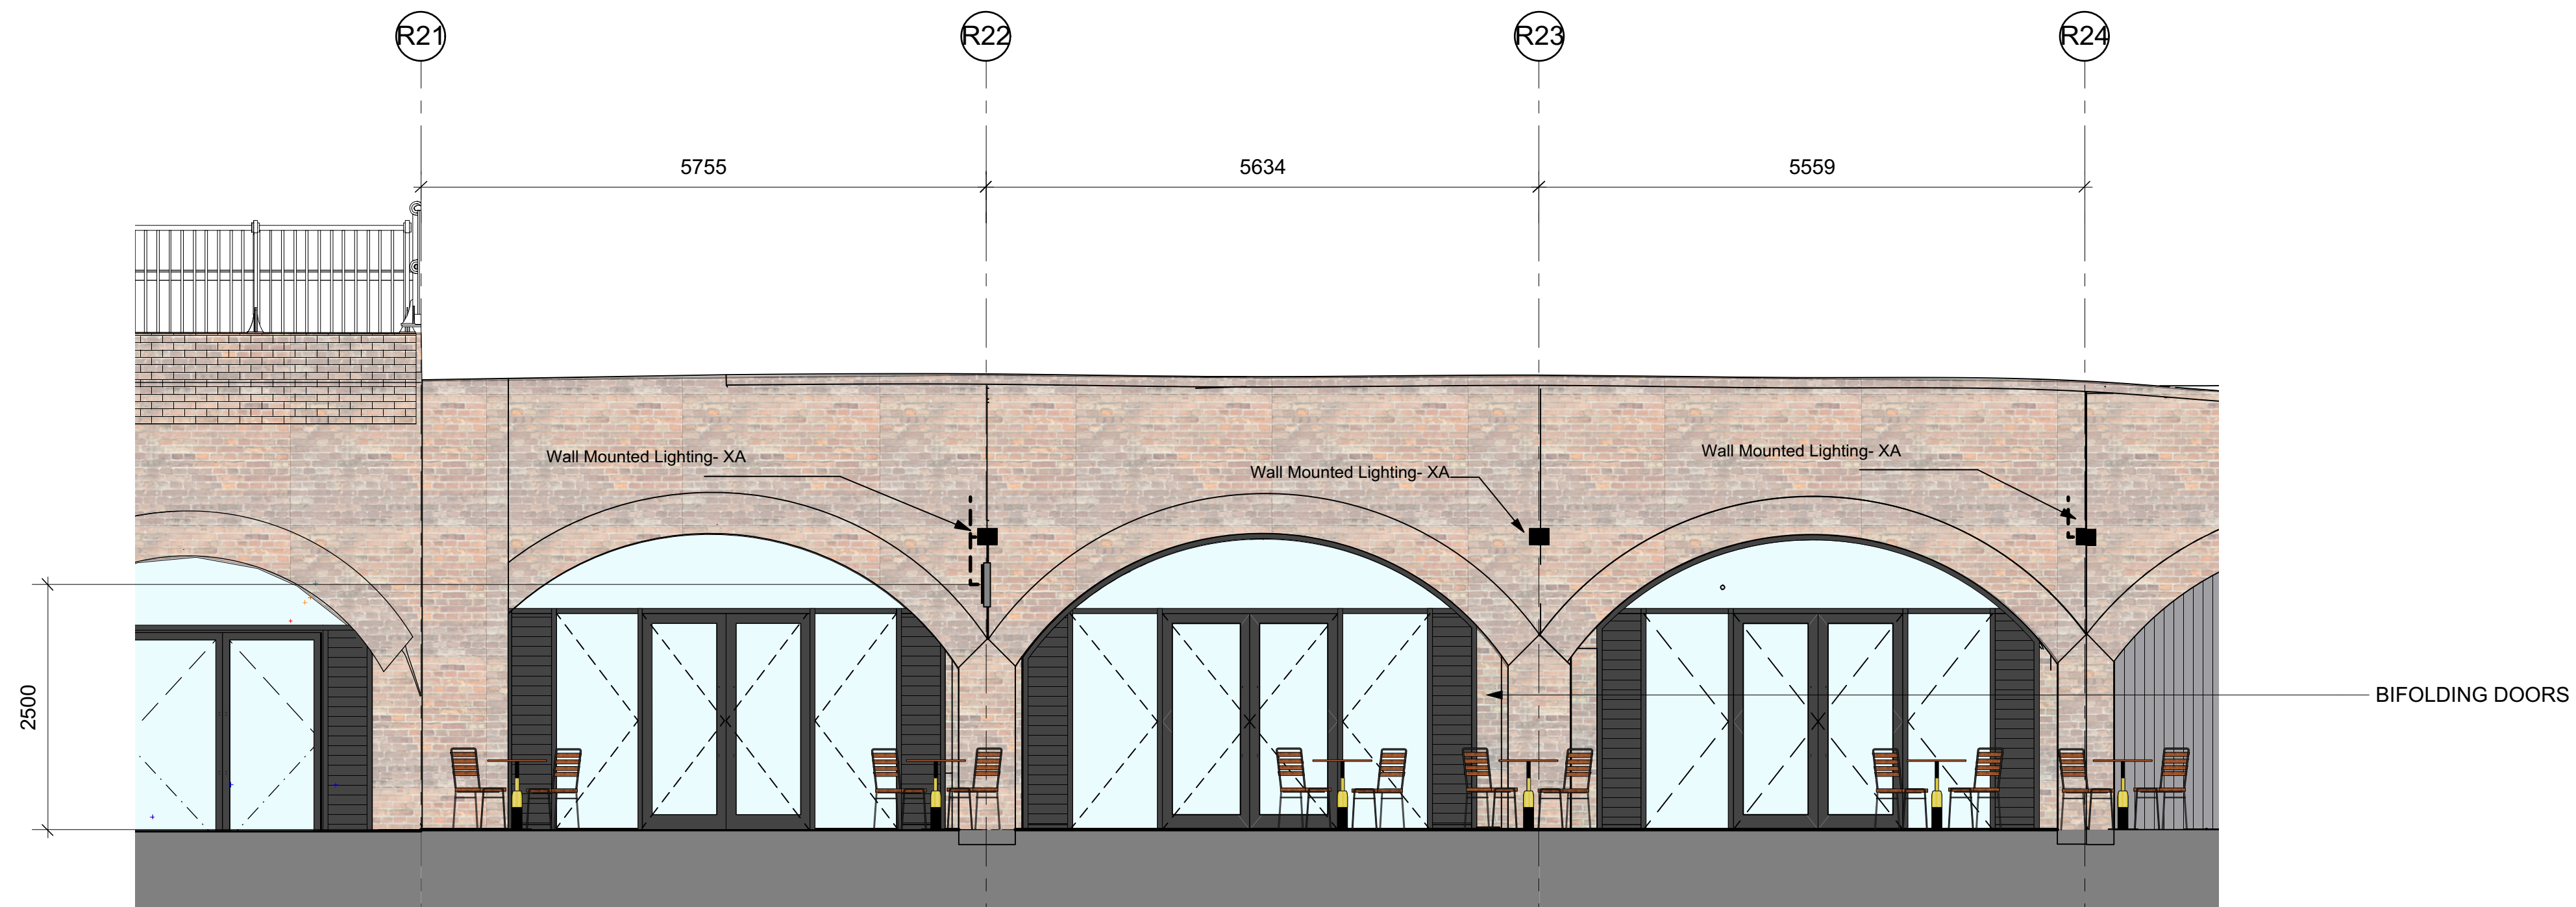 R21
R22
R23
R24
5755
5634
5559
Wall Mounted Lighting- XA
Wall Mounted Lighting- XA
Wall Mounted Lighting- XA
2500
BIFOLDING DOORS